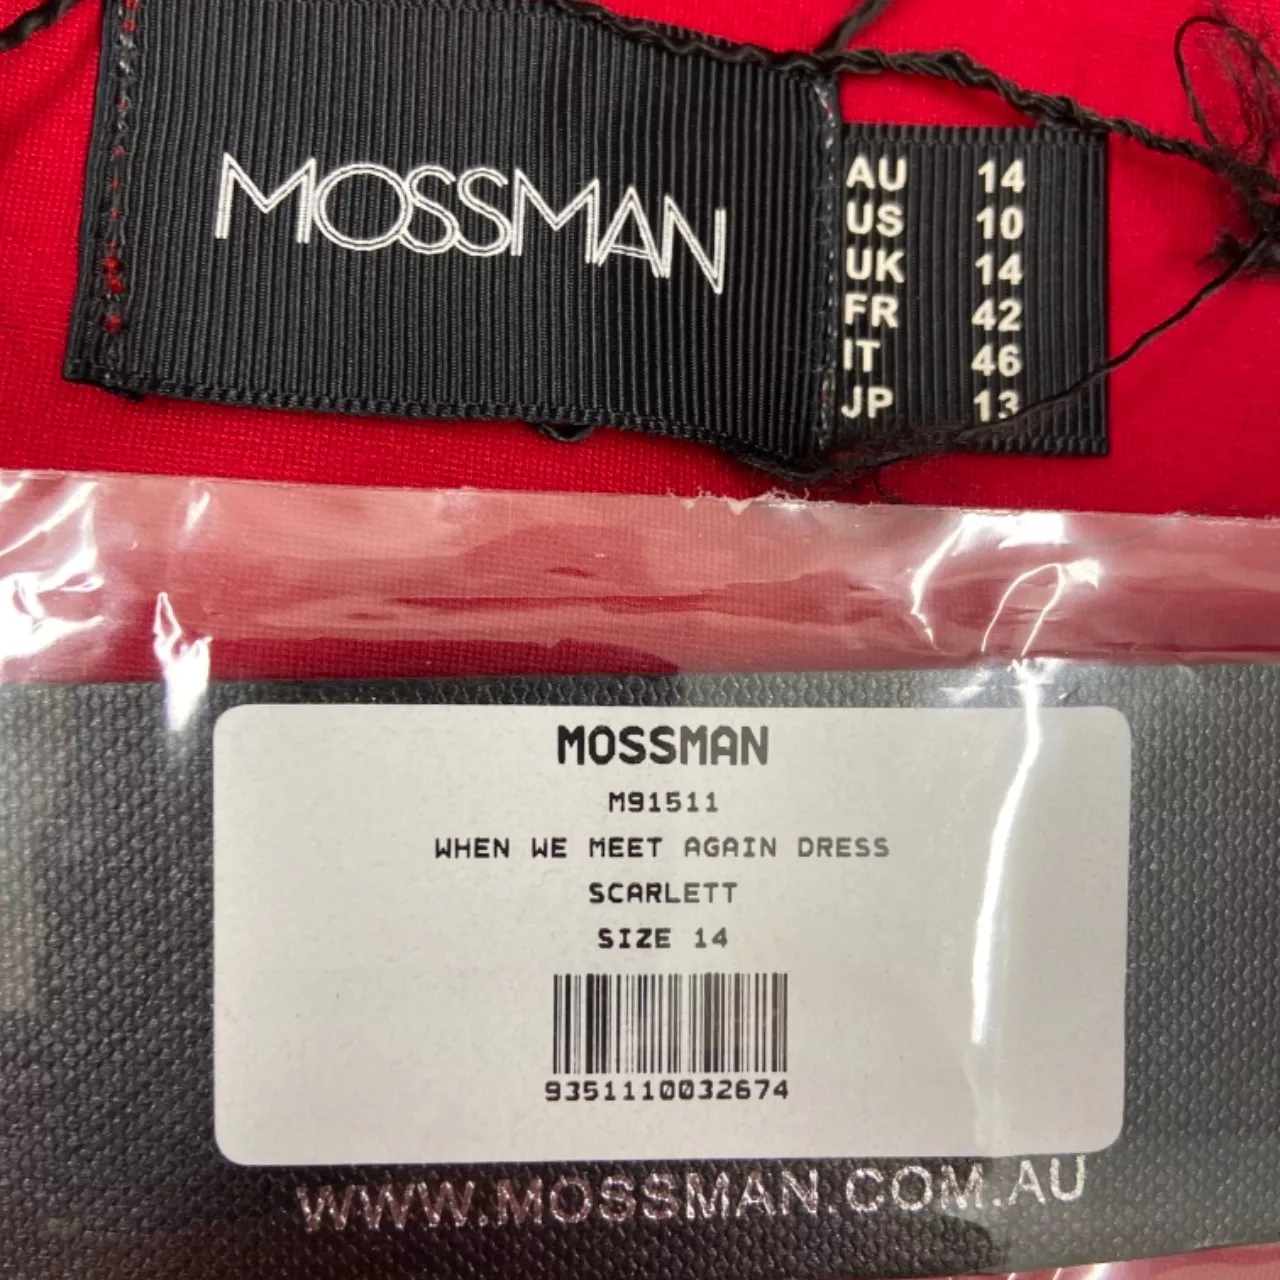 MOSSMAN
AU 14
US 10
UK 14
FR 42
IT 46
JP 13
MOSSMAN
M91511
WHEN WE MEET AGAIN DRESS
SCARLETT
SIZE 14
9351110032674
WWW.MOSSMAN.COM.AU